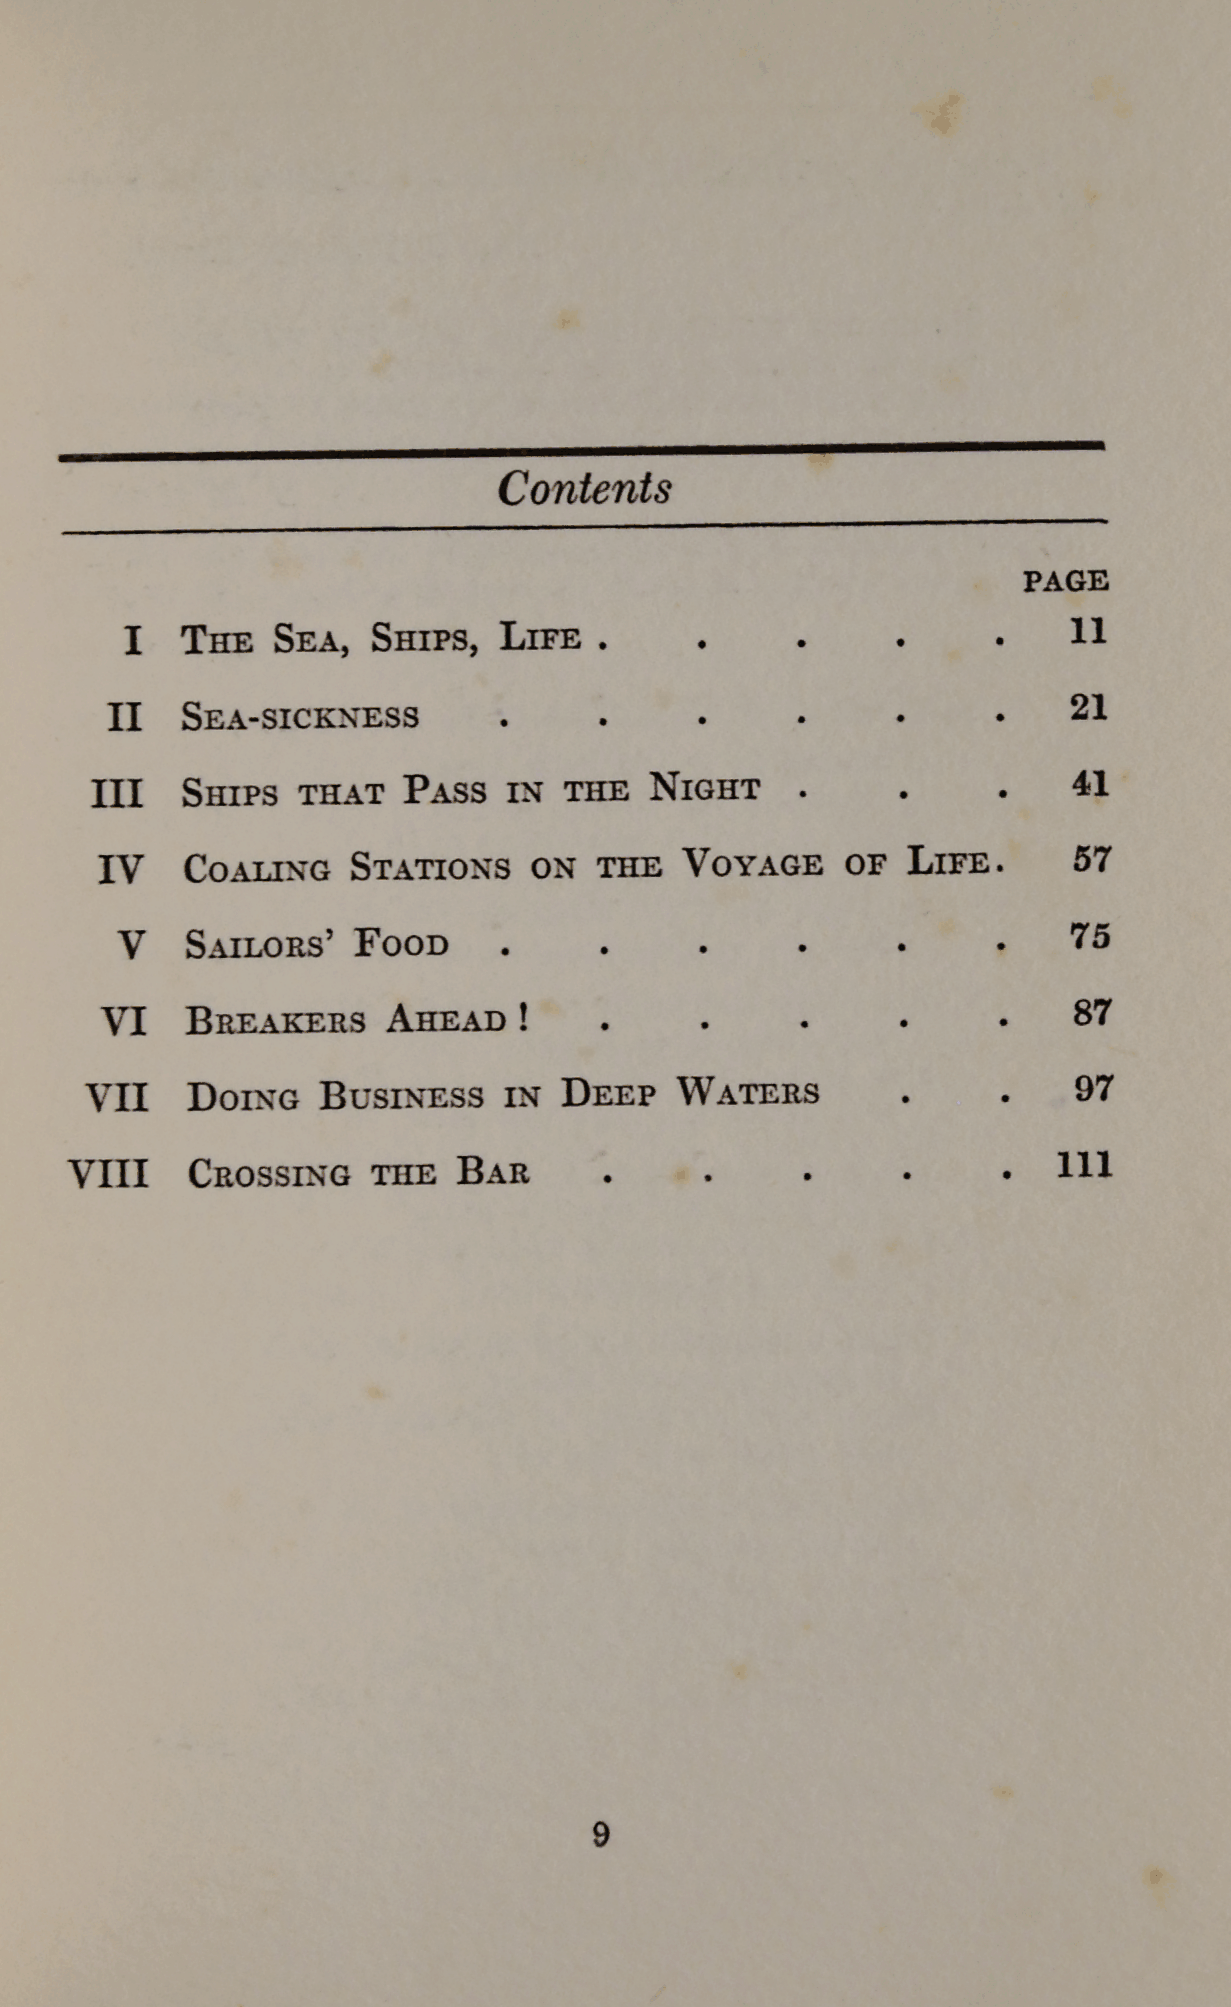 Contents
PAGE
I The Sea, Ships, Life . . . . . 11
II Sea-sickness . . . . . . 21
III Ships that Pass in the Night . . . 41
IV Coaling Stations on the Voyage of Life. 57
V Sailors' Food . . . . . . 75
VI Breakers Ahead! . . . . . 87
VII Doing Business in Deep Waters . . 97
VIII Crossing the Bar . . . . . 111
9